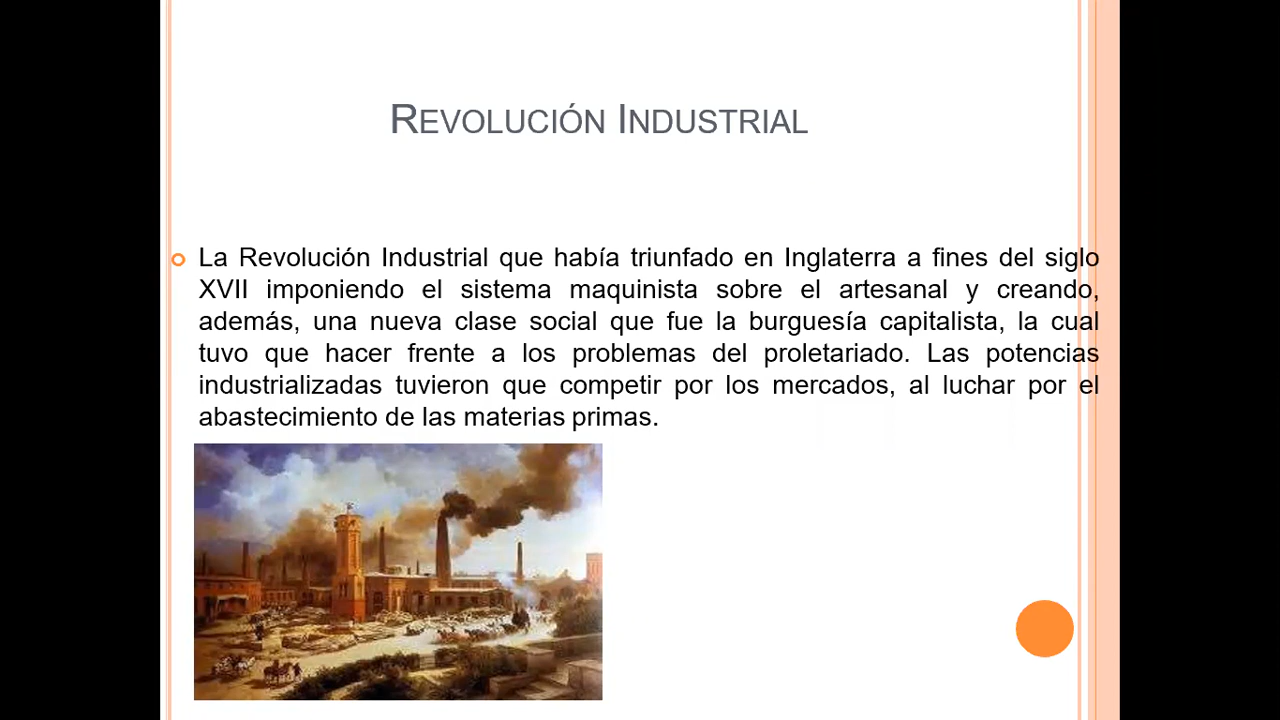 Revolución Industrial
La Revolución Industrial que había triunfado en Inglaterra a fines del siglo
XVII imponiendo el sistema maquinista sobre el artesanal y creando,
además, una nueva clase social que fue la burguesía capitalista, la cual
tuvo que hacer frente a los problemas del proletariado. Las potencias
industrializadas tuvieron que competir por los mercados, al luchar por el
abastecimiento de las materias primas.